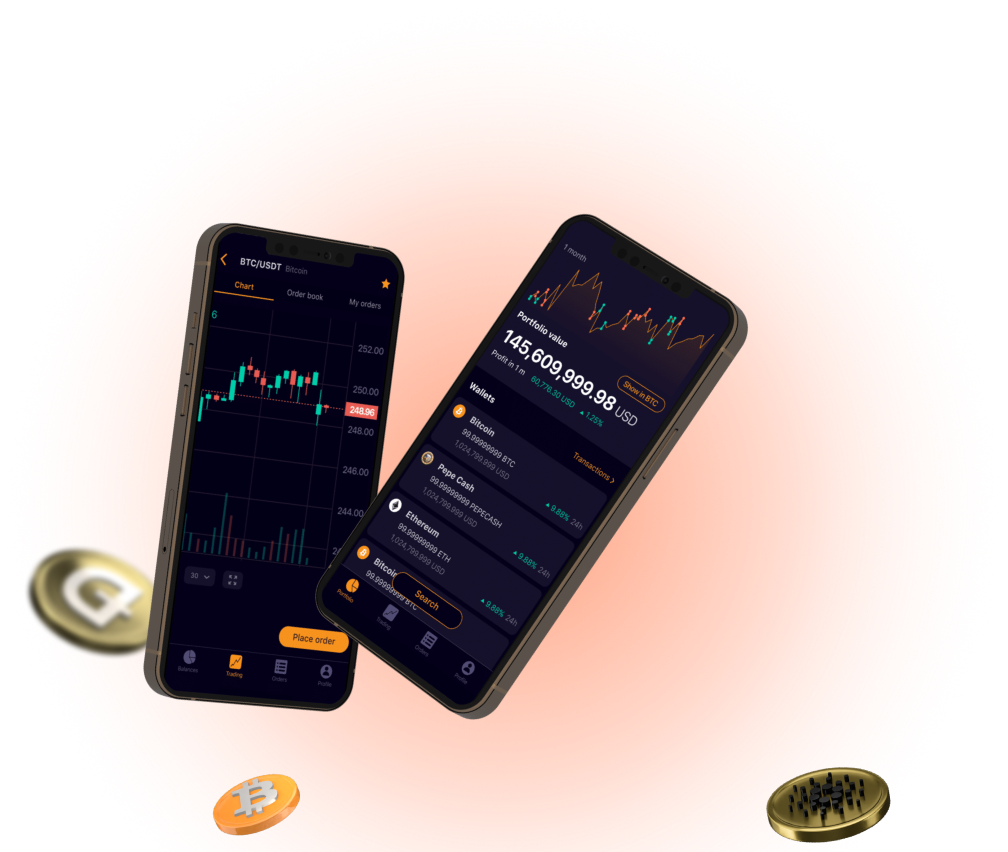 BTC/USDT Bitcoin
Chart
Order book
My orders
6
252.00
250.00
248.96
248.00
246.00
244.00
30
Place order
Balances
Trading
Orders
Profile
1 month
Portfolio value
145,609,999.98 USD
Profit in 1 m 60,776.30 USD 1.25%
Show in BTC
Wallets
Transactions
Bitcoin
99.99999999 BTC
1,024,799.999 USD
9.88% 24h
Pepe Cash
99.99999999 PEPECASH
1,024,799.999 USD
9.88% 24h
Ethereum
99.99999999 ETH
1,024,799.999 USD
9.88% 24h
Bitcoin
Search
Portfolio
Trading
Orders
Profile